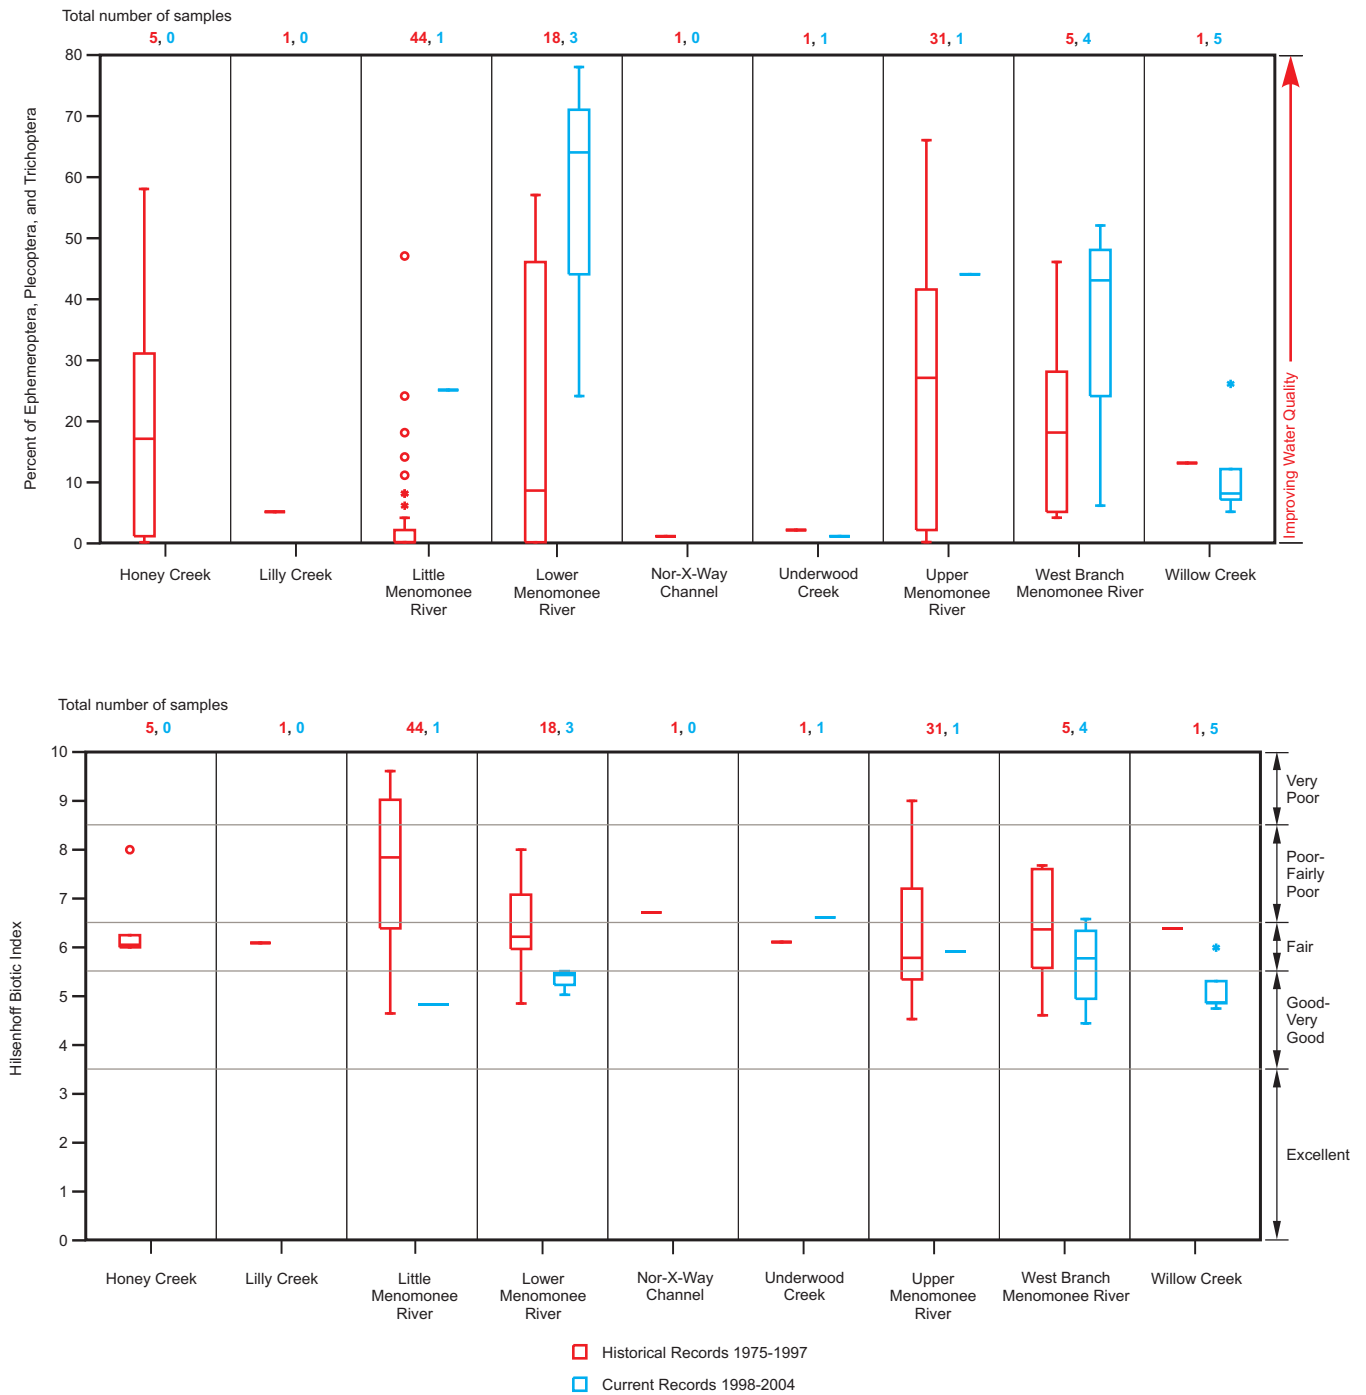 Total number of samples
5, 0
1, 0
44, 1
18, 3
1, 0
1, 1
31, 1
5, 4
1, 5
80
70
60
50
40
30
20
10
0
Percent of Ephemeroptera, Plecoptera, and Trichoptera
Improving Water Quality
Honey Creek
Lilly Creek
Little
Menomonee
River
Lower
Menomonee
River
Nor-X-Way
Channel
Underwood
Creek
Upper
Menomonee
River
West Branch
Menomonee River
Willow Creek
Total number of samples
5, 0
1, 0
44, 1
18, 3
1, 0
1, 1
31, 1
5, 4
1, 5
10
9
8
7
6
5
4
3
2
1
0
Hilsenhoff Biotic Index
Very
Poor
Poor-
Fairly
Poor
Fair
Good-
Very
Good
Excellent
Honey Creek
Lilly Creek
Little
Menomonee
River
Lower
Menomonee
River
Nor-X-Way
Channel
Underwood
Creek
Upper
Menomonee
River
West Branch
Menomonee River
Willow Creek
Historical Records 1975-1997
Current Records 1998-2004